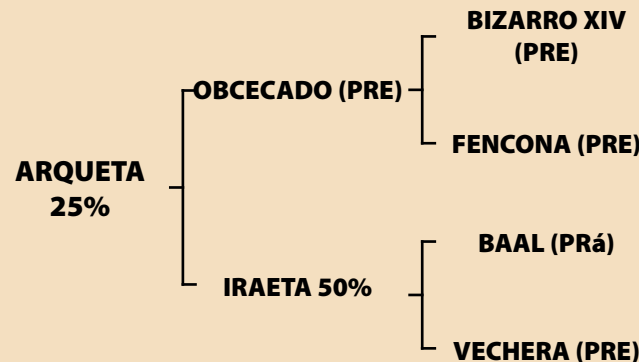 BIZARRO XIV
(PRE)
OBCECADO (PRE)
FENCONA (PRE)
ARQUETA
25%
BAAL (PRá)
IRAETA 50%
VECHERA (PRE)